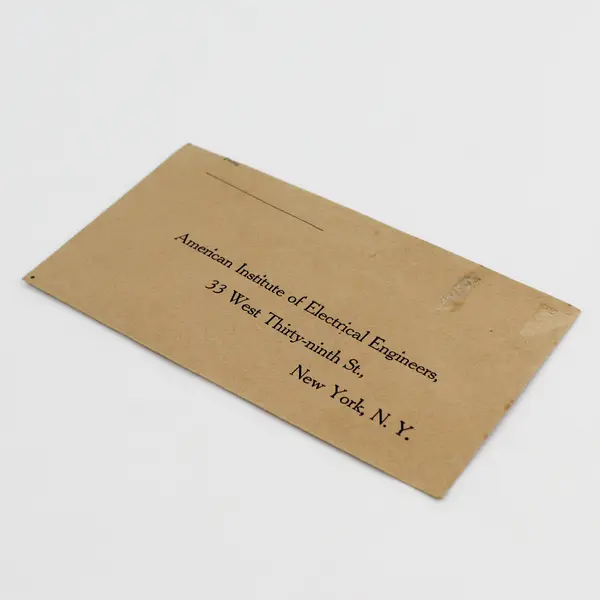 American Institute of Electrical Engineers,
33 West Thirty-ninth St.,
New York, N. Y.